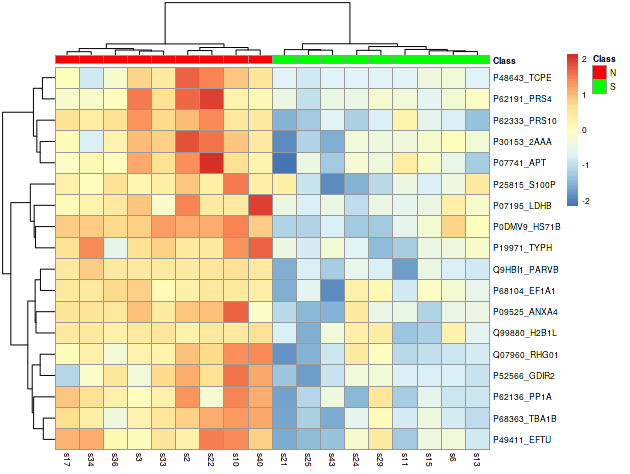 Class
P48643_TCPE
P62191_PRS4
P62333_PRS10
P30153_2AAA
P07741_APT
P25815_S100P
P07195_LDHB
P0DMV9_HS71B
P19971_TYPH
Q9HBI1_PARVB
P68104_EF1A1
P09525_ANXA4
Q99880_H2B1L
Q07960_RHG01
P52566_GDIR2
P62136_PP1A
P68363_TBA1B
P49411_EFTU
s17 s34 s36 s3 s33 s2 s22 s10 s40 s21 s25 s43 s24 s29 s11 s15 s6 s13
2
1
0
-1
-2
Class
N
S